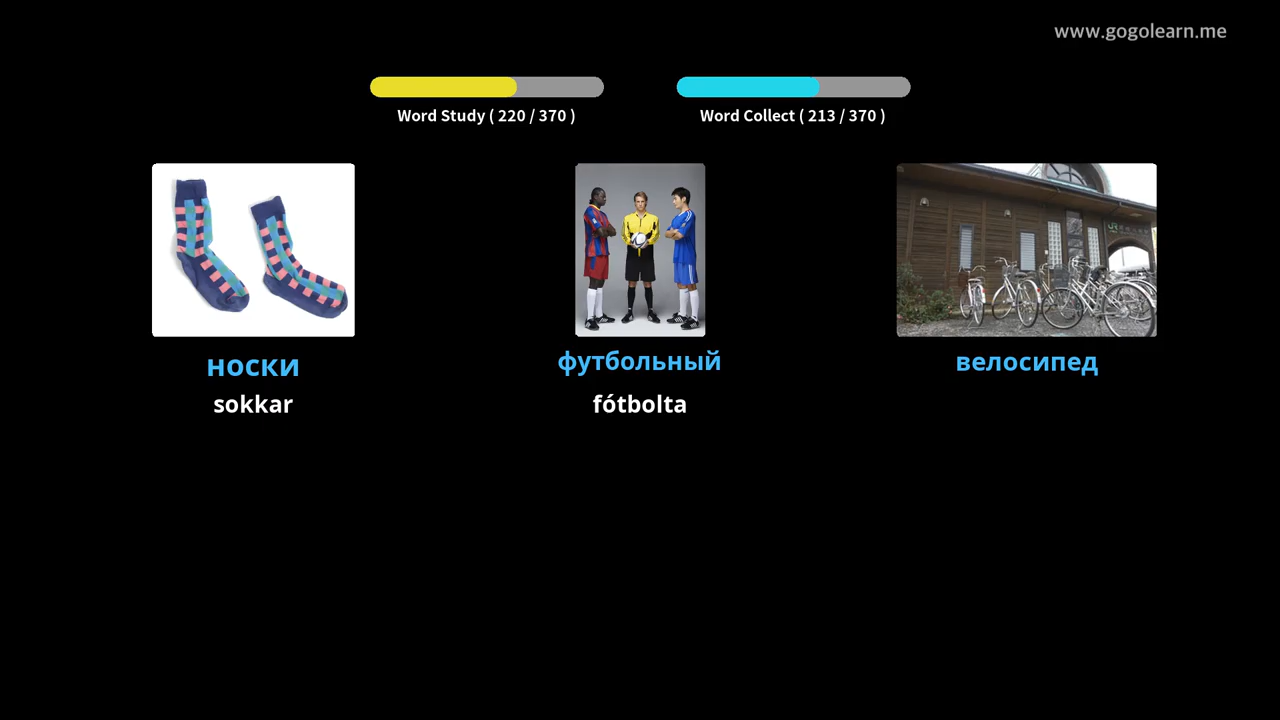 www.gogolearn.me
Word Study ( 220 / 370 )
Word Collect ( 213 / 370 )
носки
футбольный
велосипед
sokkar
fótbolta